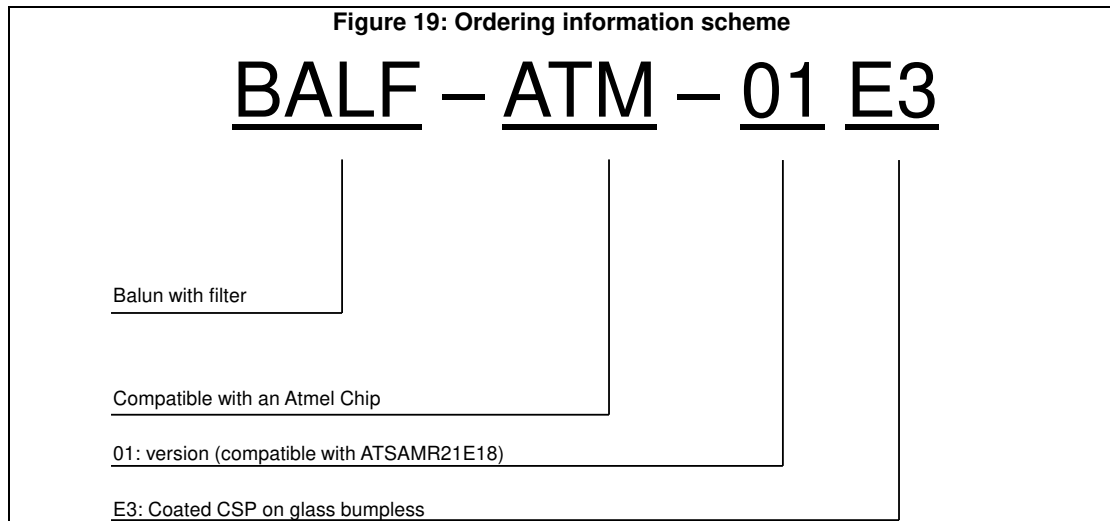 Figure 19: Ordering information scheme
BALF – ATM – 01 E3
Balun with filter
Compatible with an Atmel Chip
01: version (compatible with ATSAMR21E18)
E3: Coated CSP on glass bumpless